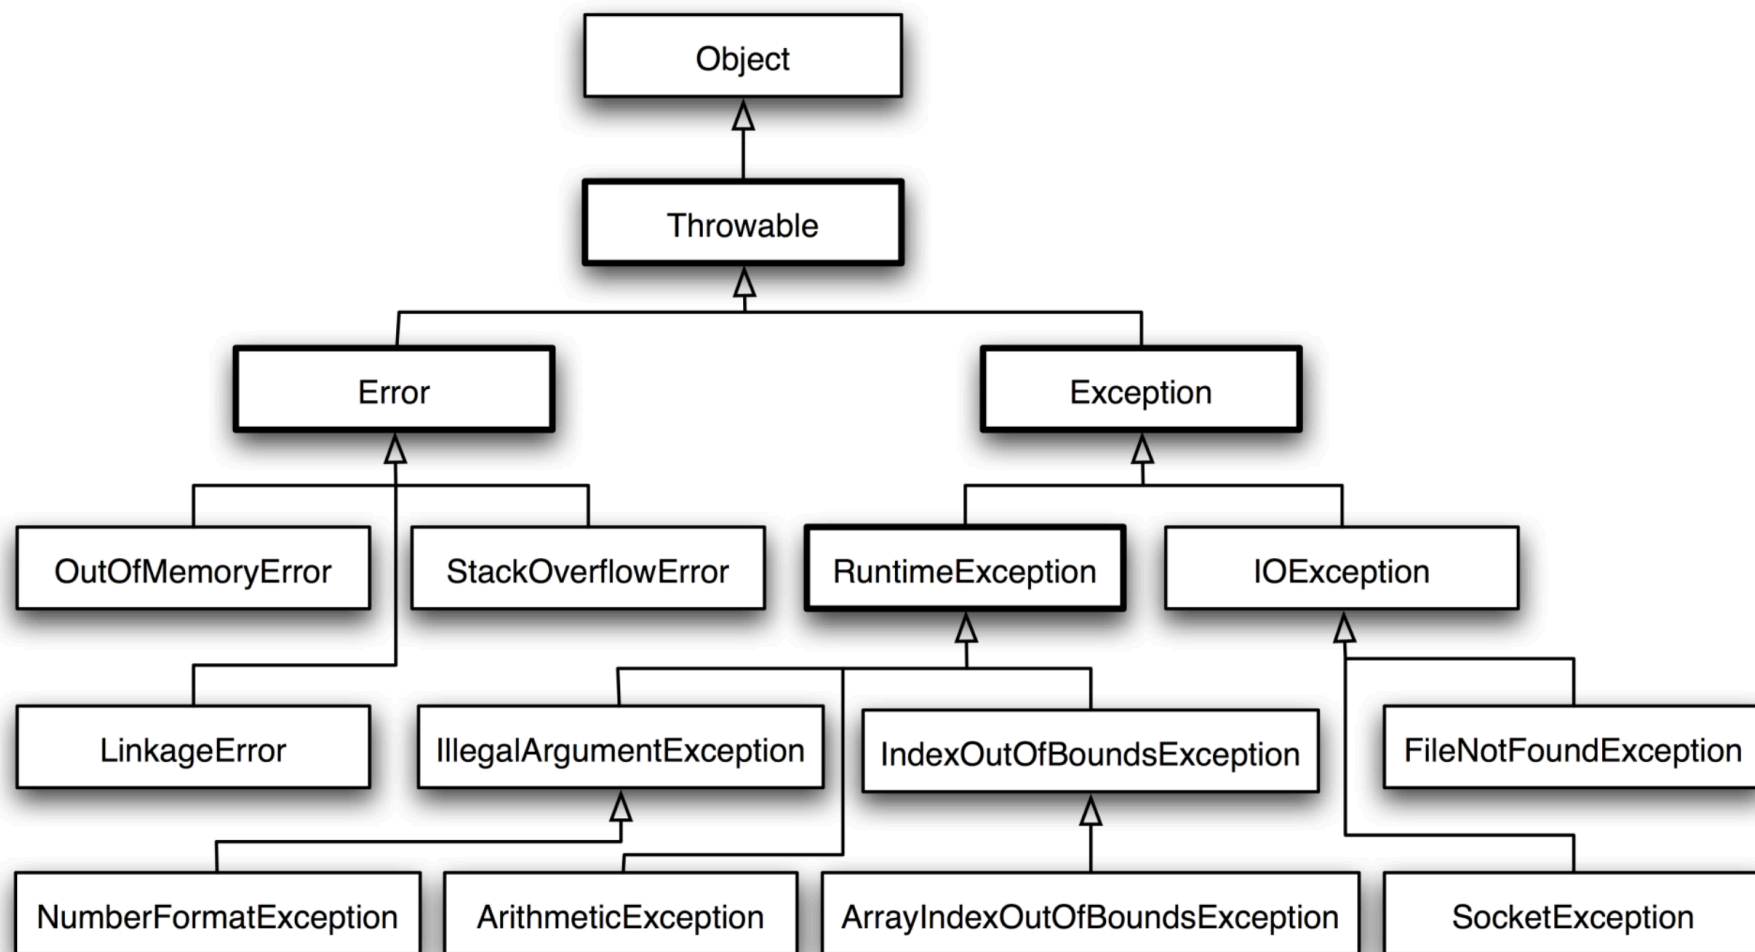 Object
Throwable
Error
Exception
OutOfMemoryError
StackOverflowError
RuntimeException
IOException
LinkageError
IllegalArgumentException
IndexOutOfBoundsException
FileNotFoundException
NumberFormatException
ArithmeticException
ArrayIndexOutOfBoundsException
SocketException